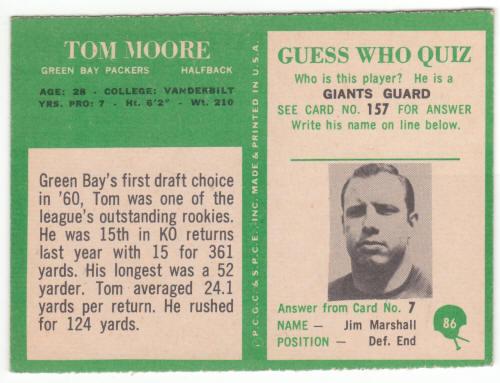 TOM MOORE
GREEN BAY PACKERS HALFBACK
AGE: 28 - COLLEGE: VANDERBILT
YRS. PRO: 7 - Ht. 6'2" - Wt. 210
Green Bay's first draft choice
in '60, Tom was one of the
league's outstanding rookies.
He was 15th in KO returns
last year with 15 for 361
yards. His longest was a 52
yarder. Tom averaged 24.1
yards per return. He rushed
for 124 yards.
P.C.G.C. & S.P.C.E., INC. MADE & PRINTED IN U.S.A.
GUESS WHO QUIZ
Who is this player? He is a
GIANTS GUARD
SEE CARD NO. 157 FOR ANSWER
Write his name on line below.
Answer from Card No. 7
NAME — Jim Marshall
POSITION — Def. End
86